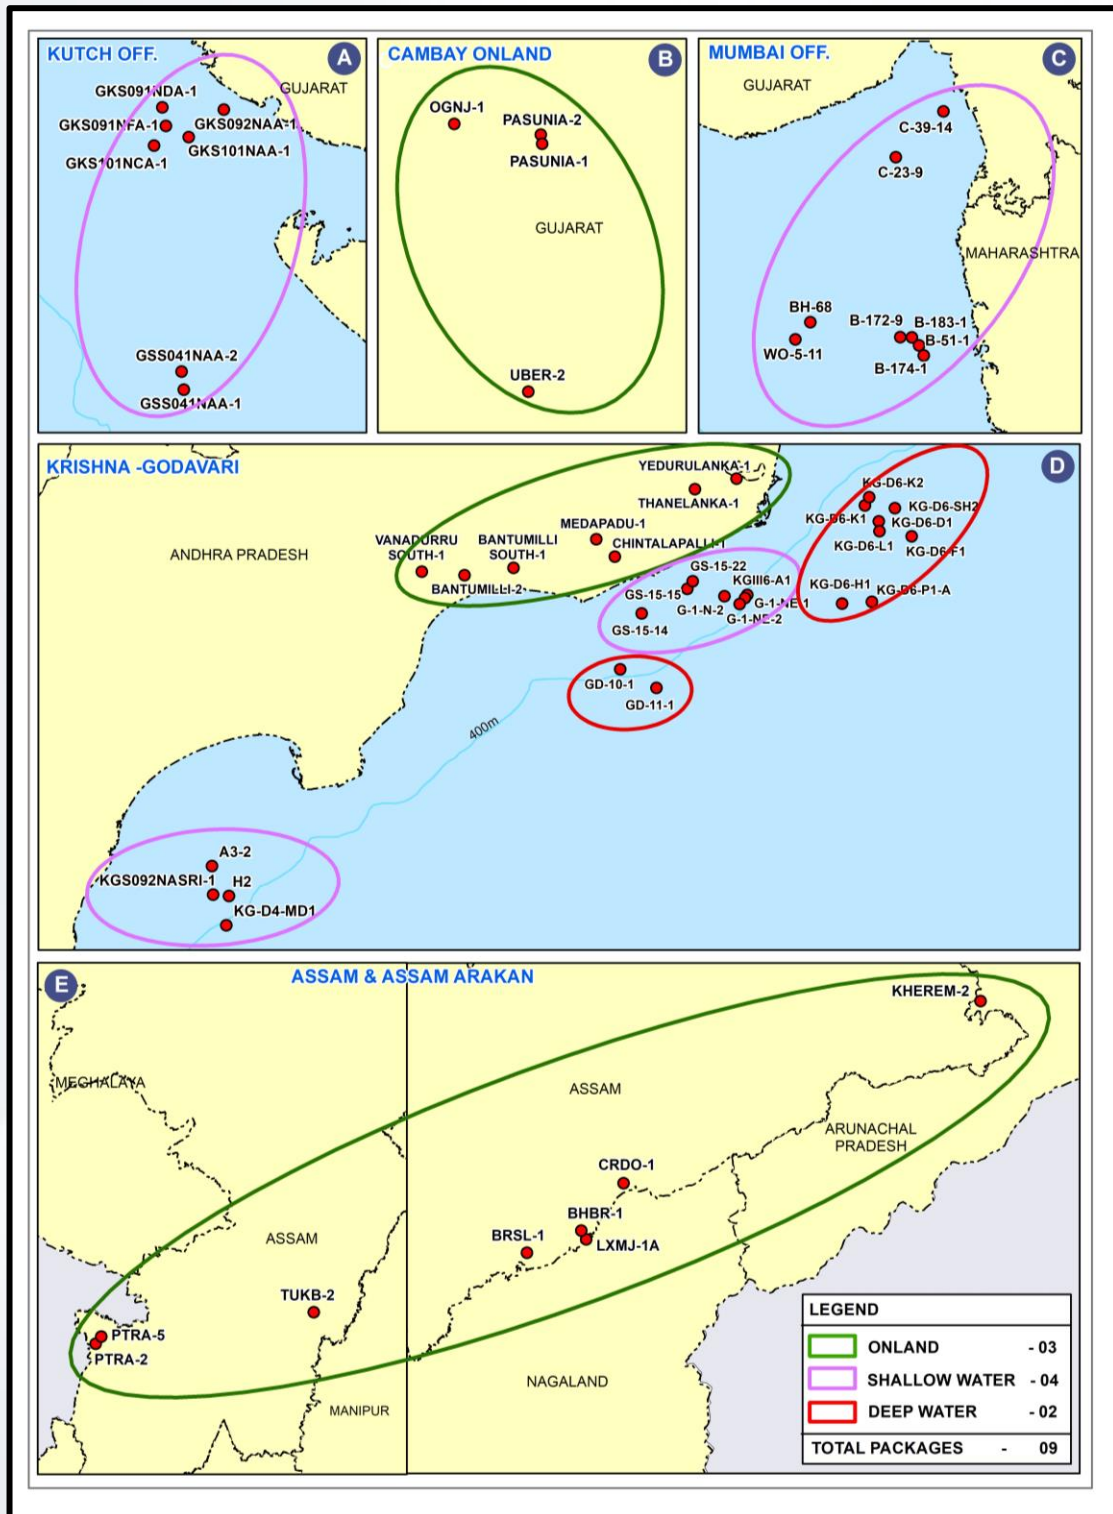 KUTCH OFF.
A
GUJARAT
GKS091NDA-1
GKS092NAA-1
GKS091NFA-1
GKS101NAA-1
GKS101NCA-1
GSS041NAA-2
GSS041NAA-1
CAMBAY ONLAND
B
OGNJ-1
PASUNIA-2
PASUNIA-1
GUJARAT
UBER-2
MUMBAI OFF.
C
GUJARAT
C-39-14
C-23-9
MAHARASHTRA
BH-68
WO-5-11
B-172-9
B-183-1
B-51-1
B-174-1
KRISHNA -GODAVARI
D
ANDHRA PRADESH
YEDURULANKA-1
THANELANKA-1
MEDAPADU-1
CHINTALAPALLI-1
VANADURRU
SOUTH-1
BANTUMILLI
SOUTH-1
BANTUMILLI-2
KG-D6-K2
KG-D6-SH2
KG-D6-K1
KG-D6-D1
KG-D6-L1
KG-D6-F1
KG-D6-H1
KG-D6-P1-A
GS-15-22
KGIII6-A1
GS-15-15
G-1-N-2
G-1-NE-1
G-1-NE-2
GS-15-14
GD-10-1
GD-11-1
400m
A3-2
KGS092NASRI-1
H2
KG-D4-MD1
E
ASSAM & ASSAM ARAKAN
KHEREM-2
MEGHALAYA
ASSAM
ARUNACHAL
PRADESH
CRDO-1
BHBR-1
LXMJ-1A
BRSL-1
ASSAM
TUKB-2
PTRA-5
PTRA-2
NAGALAND
MANIPUR
LEGEND
ONLAND - 03
SHALLOW WATER - 04
DEEP WATER - 02
TOTAL PACKAGES - 09